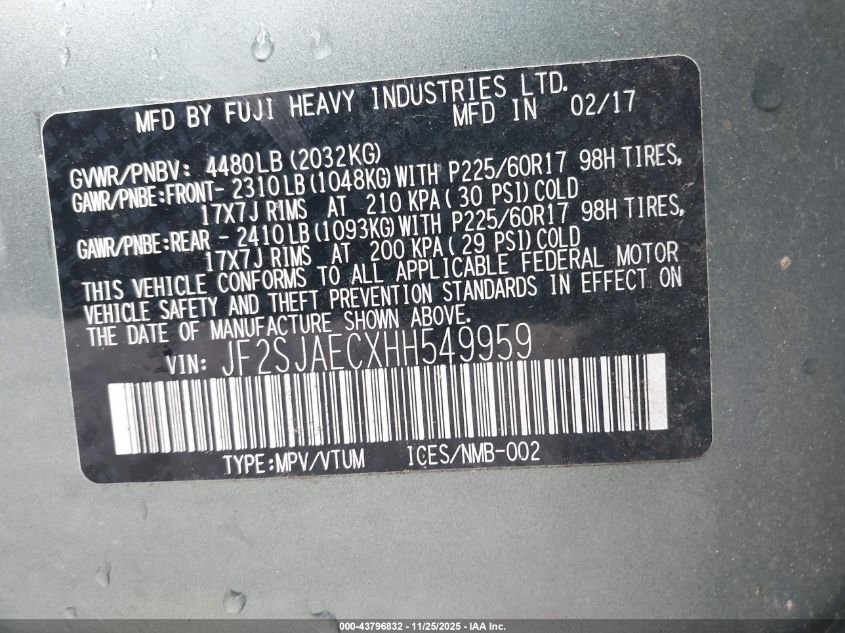 MFD BY FUJI HEAVY INDUSTRIES LTD.
MFD IN 02/17
GVWR/PNBV: 4480LB(2032KG)
GAWR/PNBE:FRONT-2310LB(1048KG)WITH P225/60R17 98H TIRES,
17X7J RIMS AT 210 KPA(30 PSI)COLD
GAWR/PNBE:REAR -2410LB(1093KG)WITH P225/60R17 98H TIRES,
17X7J RIMS AT 200 KPA(29 PSI)COLD
THIS VEHICLE CONFORMS TO ALL APPLICABLE FEDERAL MOTOR
VEHICLE SAFETY AND THEFT PREVENTION STANDARDS IN EFFECT ON
THE DATE OF MANUFACTURE SHOWN ABOVE.
VIN: JF2SJAECXHH549959
TYPE:MPV/VTUM ICES/NMB-002
000-43796832 - 11/25/2025 - IAA Inc.